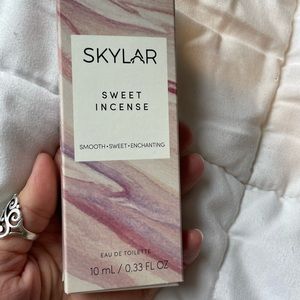 SKYLAR
SWEET
INCENSE
SMOOTH•SWEET•ENCHANTING
EAU DE TOILETTE
10 mL / 0.33 FL OZ